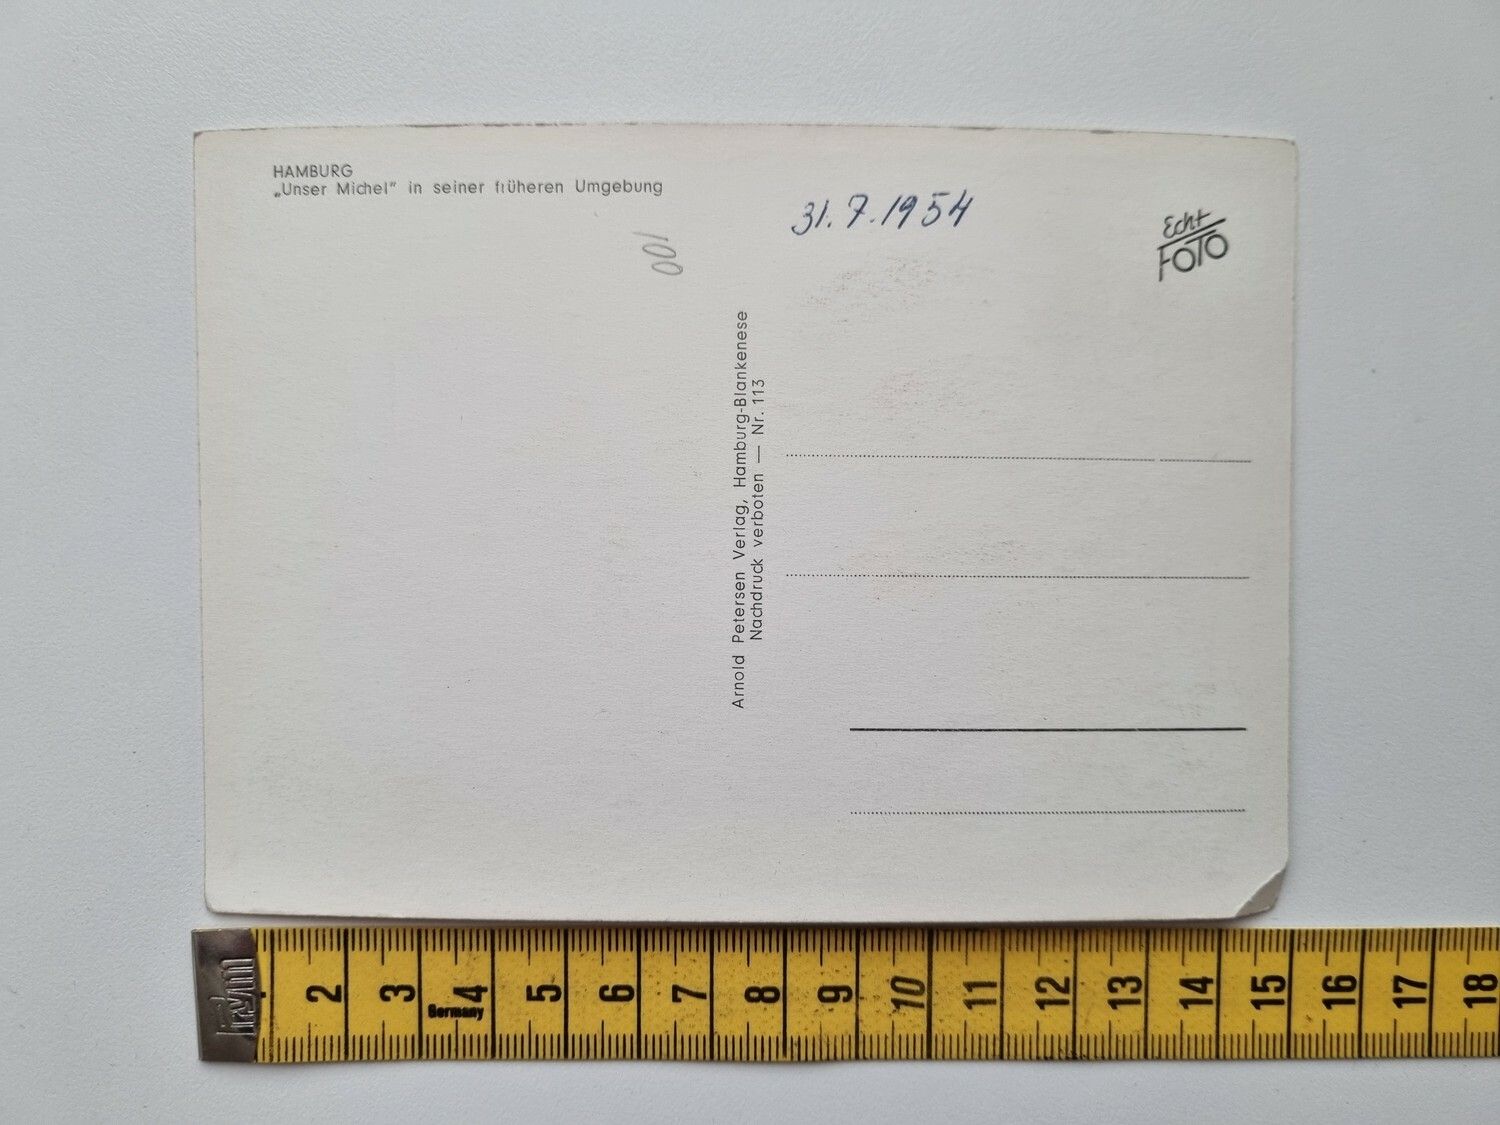 HAMBURG
„Unser Michel” in seiner früheren Umgebung
001
31.7.1954
Echt
FOTO
Arnold Petersen Verlag, Hamburg-Blankenese
Nachdruck verboten — Nr. 113
Prym
2 3 4 5 6 7 8 9 10 11 12 13 14 15 16 17 18
Germany